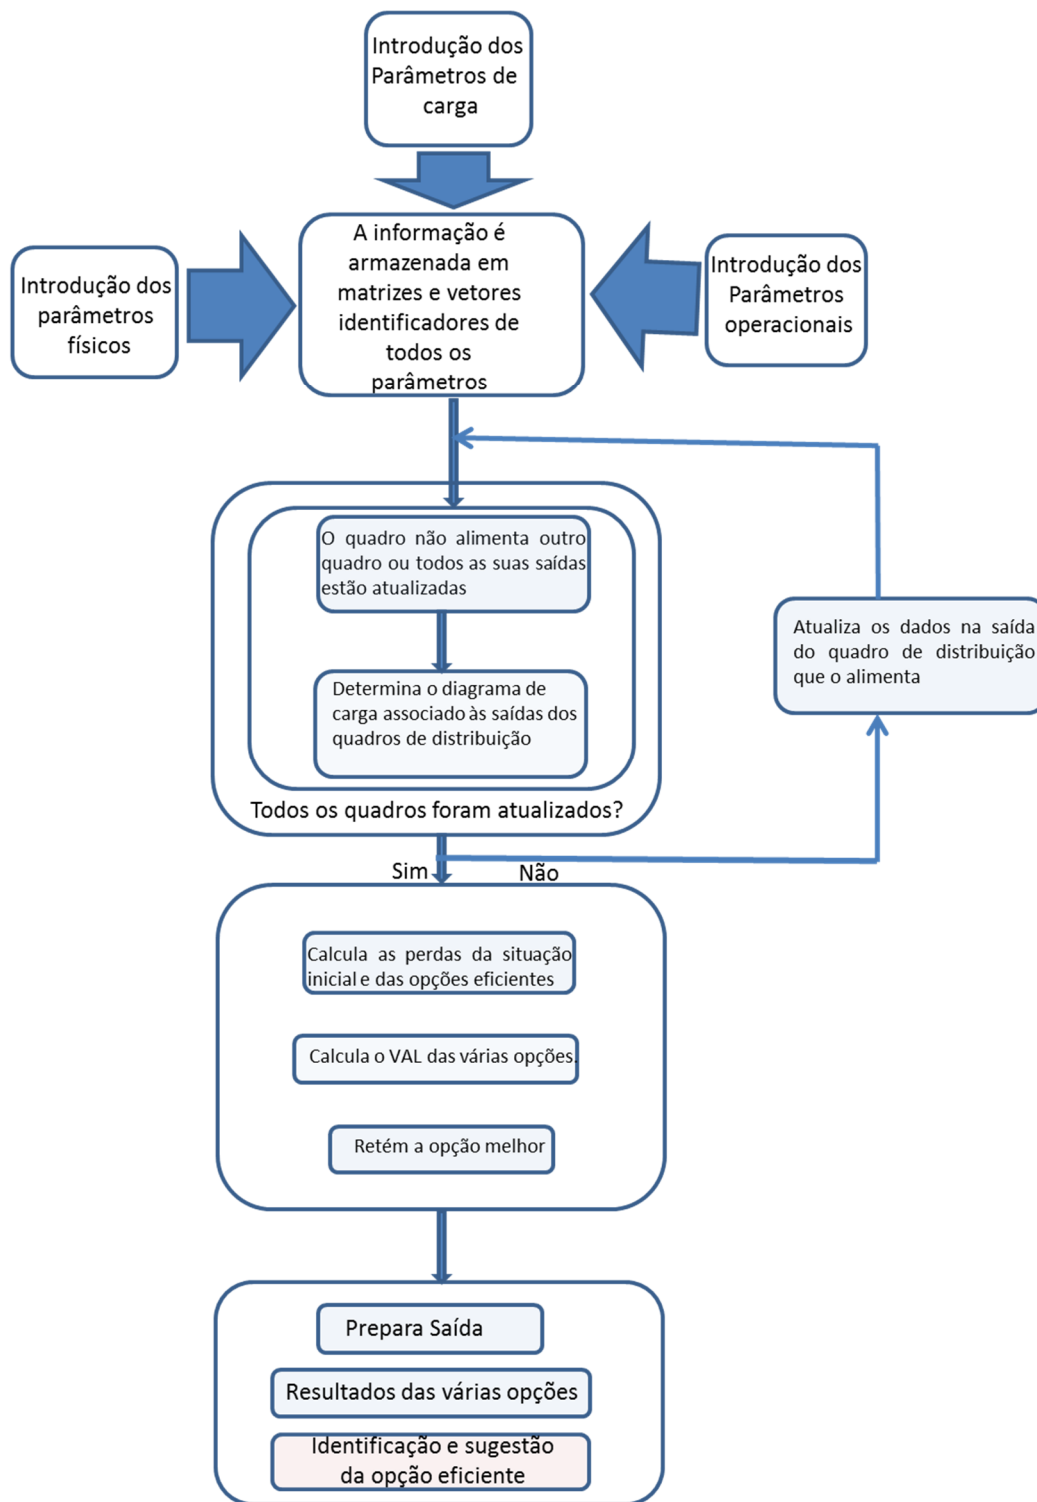 Introdução dos
Parâmetros de
carga
A informação é
armazenada em
matrizes e vetores
identificadores de
todos os
parâmetros
Introdução dos
parâmetros
físicos
Introdução dos
Parâmetros
operacionais
O quadro não alimenta outro
quadro ou todos as suas saídas
estão atualizadas
Determina o diagrama de
carga associado às saídas dos
quadros de distribuição
Todos os quadros foram atualizados?
Atualiza os dados na saída
do quadro de distribuição
que o alimenta
Sim
Não
Calcula as perdas da situação
inicial e das opções eficientes
Calcula o VAL das várias opções.
Retém a opção melhor
Prepara Saída
Resultados das várias opções
Identificação e sugestão
da opção eficiente